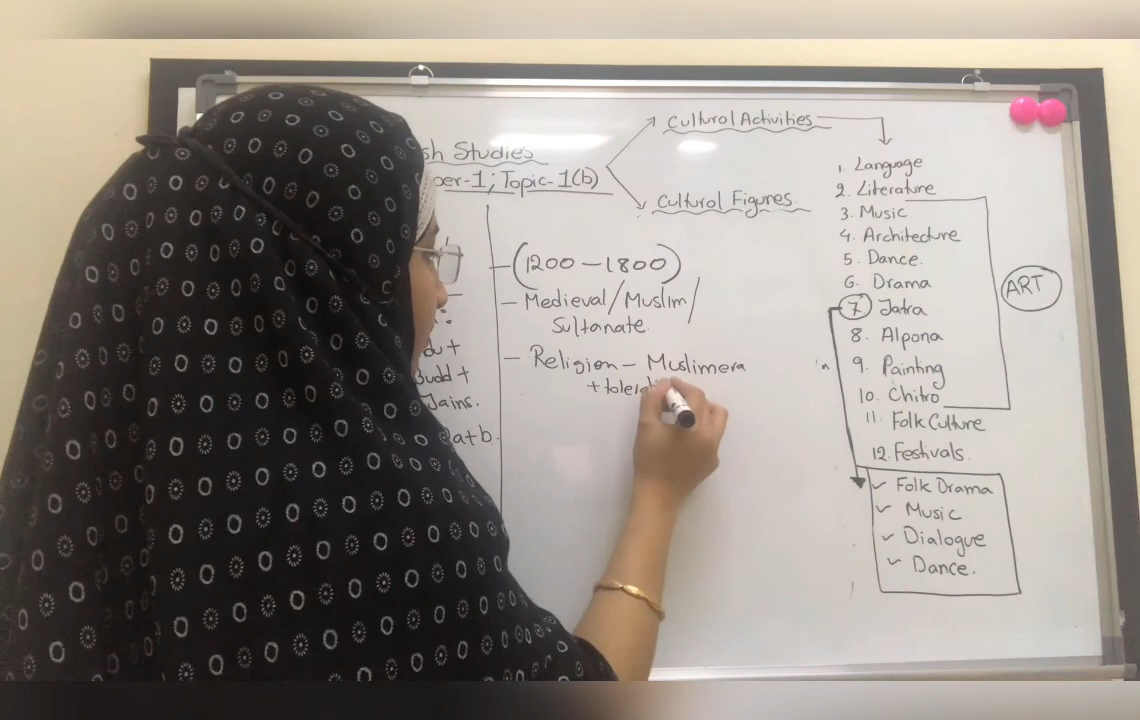 sh Studies
per-1; Topic-1(b)
Cultural Activities
Cultural Figures
(1200 - 1800)
- Medieval/Muslim/
Sultanate
- Religion - Muslimera
+ tolerati
du +
Budd +
Jains.
a+b
1. Language
2. Literature
3. Music
4. Architecture
5. Dance.
6. Drama
7. Jatra
8. Alpona
9. Painting
10. Chitro
11. Folk Culture
12. Festivals.
ART
✓ Folk Drama
✓ Music
✓ Dialogue
✓ Dance.